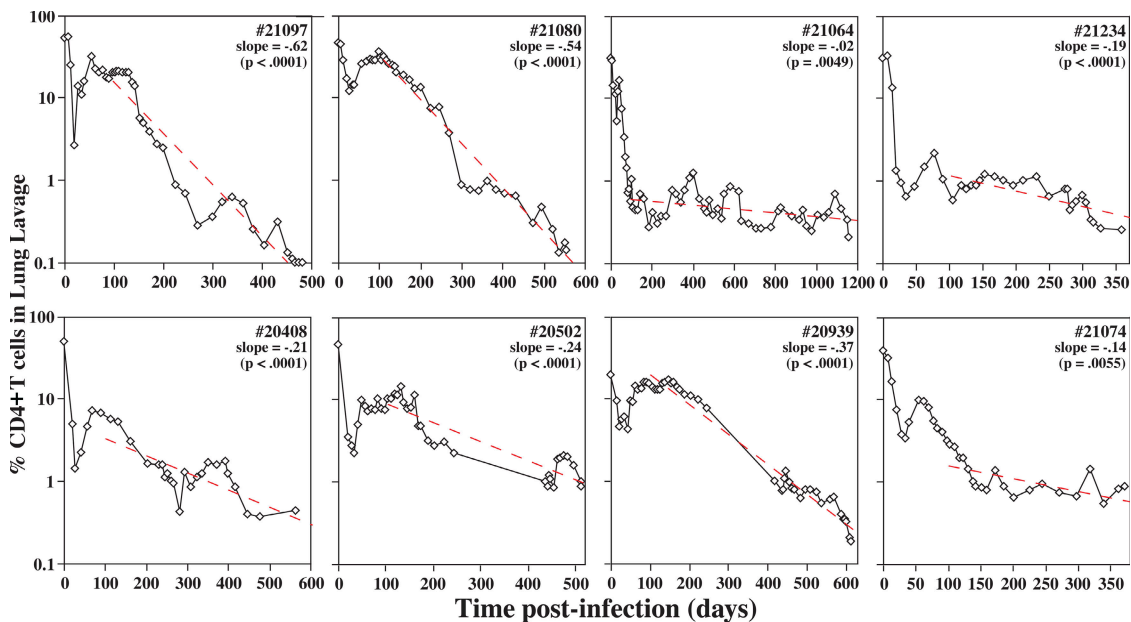 % CD4+T cells in Lung Lavage
100
10
1
0.1
#21097
slope = -.62
(p < .0001)
0 100 200 300 400 500
#21080
slope = -.54
(p < .0001)
0 100 200 300 400 500 600
#21064
slope = -.02
(p = .0049)
0 200 400 600 800 1000 1200
#21234
slope = -.19
(p < .0001)
0 50 100 150 200 250 300 350
100
10
1
0.1
#20408
slope = -.21
(p < .0001)
0 100 200 300 400 500 600
#20502
slope = -.24
(p < .0001)
0 100 200 300 400 500
#20939
slope = -.37
(p < .0001)
0 100 200 300 400 500 600
#21074
slope = -.14
(p = .0055)
0 50 100 150 200 250 300 350
Time post-infection (days)